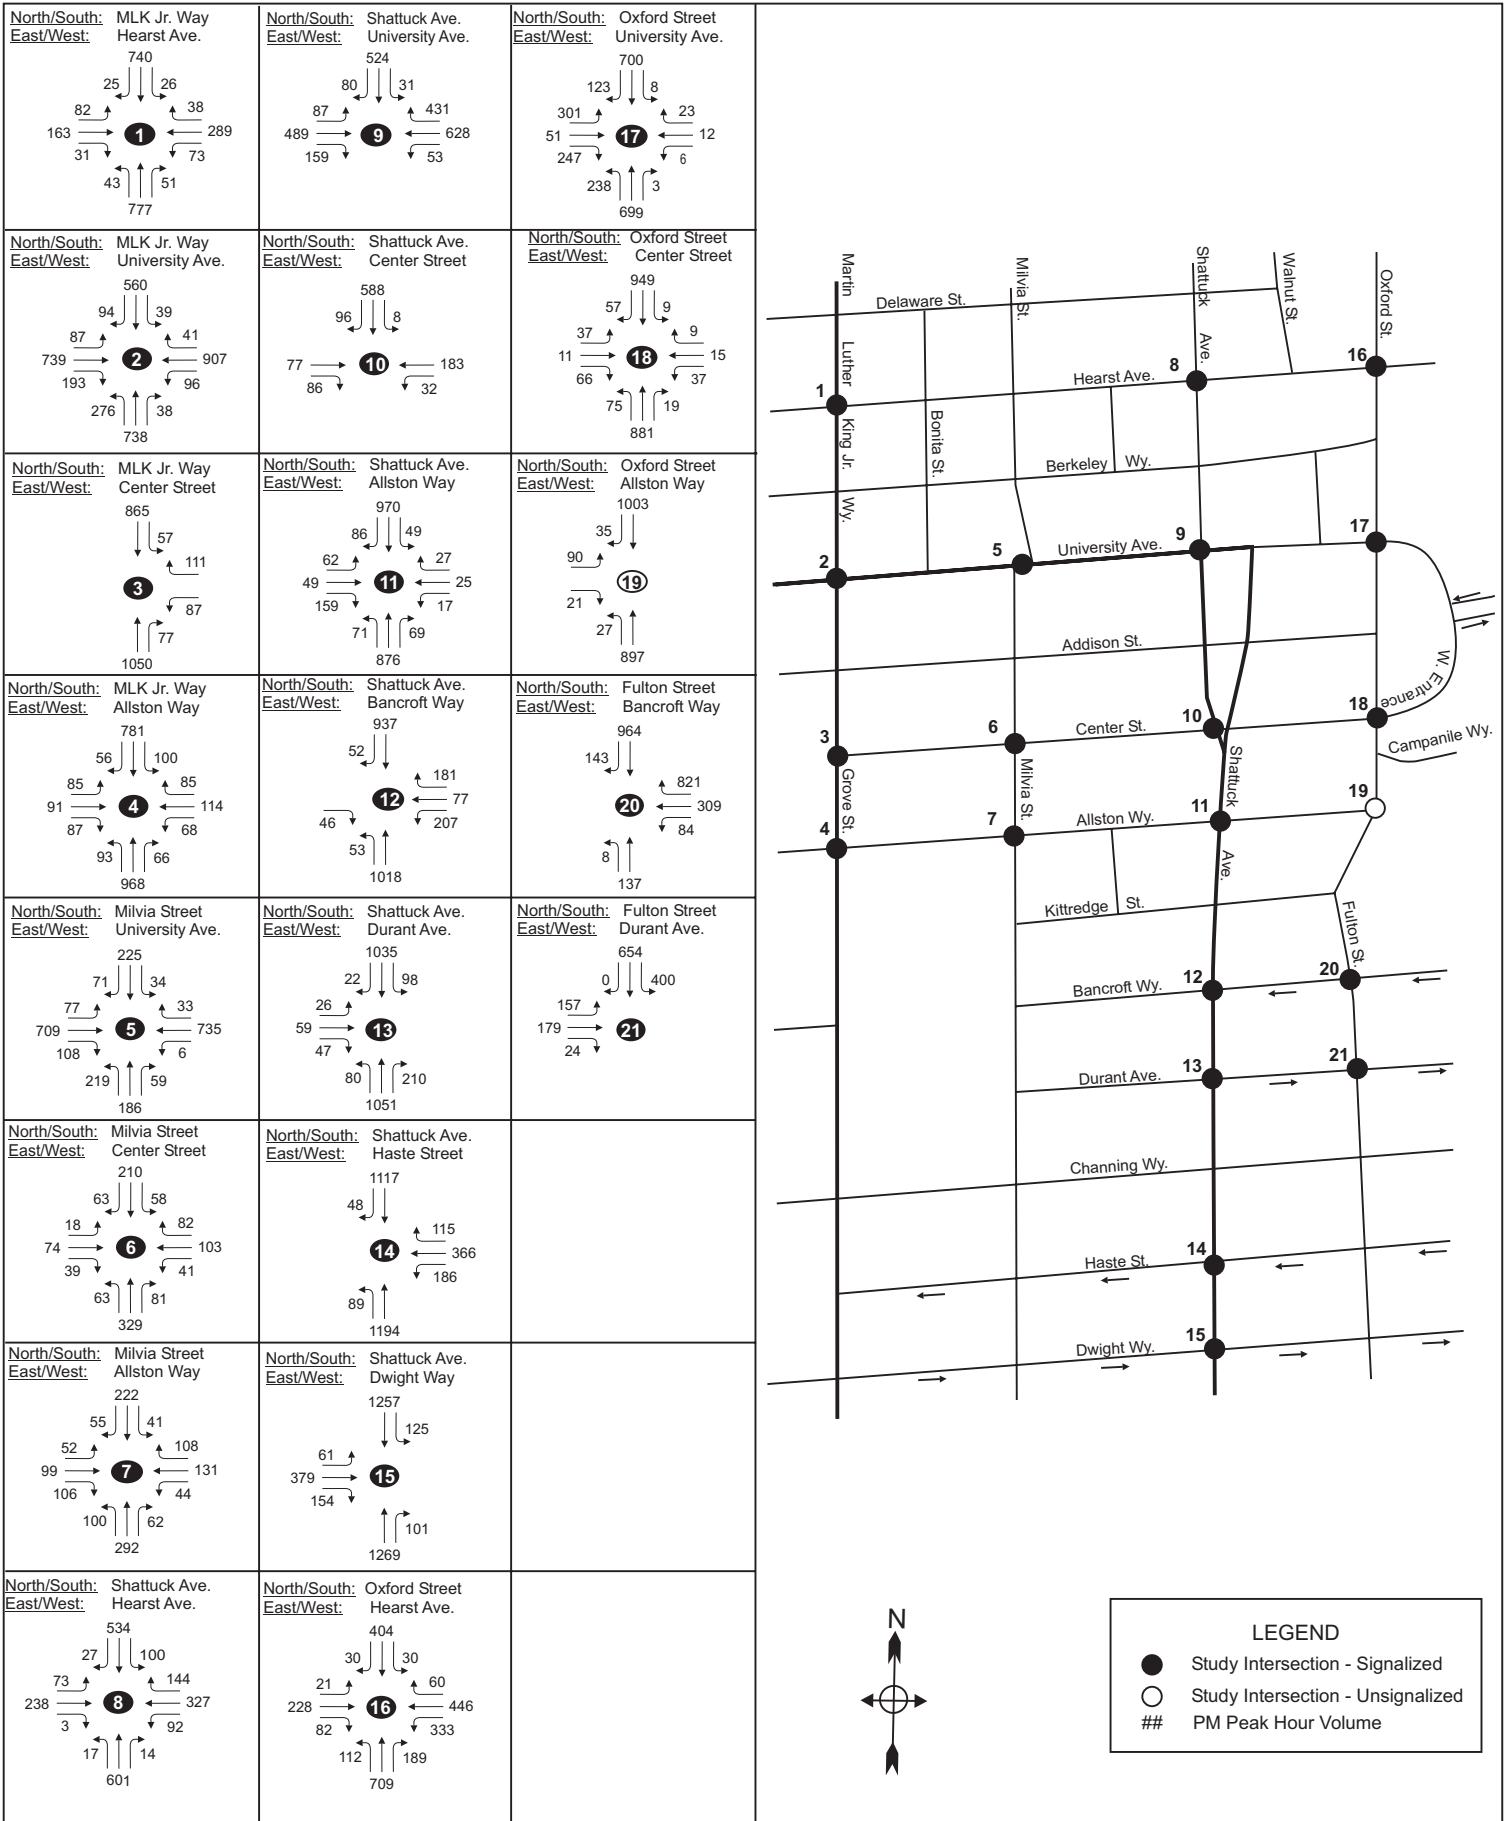 North/South: MLK Jr. Way
East/West: Hearst Ave.
740
25 26
82 38
163 1 289
31 73
43 51
777
North/South: Shattuck Ave.
East/West: University Ave.
524
80 31
87 431
489 9 628
159 53
North/South: Oxford Street
East/West: University Ave.
700
123 8
301 23
51 17 12
247 6
238 3
699
North/South: MLK Jr. Way
East/West: University Ave.
560
94 39
87 41
739 2 907
193 96
276 38
738
North/South: Shattuck Ave.
East/West: Center Street
588
96 8
77 10 183
86 32
North/South: Oxford Street
East/West: Center Street
949
57 9
37 9
11 18 15
66 37
75 19
881
North/South: MLK Jr. Way
East/West: Center Street
865
57
111
3
87
77
1050
North/South: Shattuck Ave.
East/West: Allston Way
970
86 49
62 27
49 11 25
159 17
71 69
876
North/South: Oxford Street
East/West: Allston Way
1003
35
90
19
21
27
897
North/South: MLK Jr. Way
East/West: Allston Way
781
56 100
85 85
91 4 114
87 68
93 66
968
North/South: Shattuck Ave.
East/West: Bancroft Way
937
52
181
12 77
46 207
53
1018
North/South: Fulton Street
East/West: Bancroft Way
964
143
821
20 309
84
8
137
North/South: Milvia Street
East/West: University Ave.
225
71 34
77 33
709 5 735
108 6
219 59
186
North/South: Shattuck Ave.
East/West: Durant Ave.
1035
22 98
26
59 13
47
80 210
1051
North/South: Fulton Street
East/West: Durant Ave.
654
0 400
157
179 21
24
North/South: Milvia Street
East/West: Center Street
210
63 58
18 82
74 6 103
39 41
63 81
329
North/South: Shattuck Ave.
East/West: Haste Street
1117
48
115
14 366
186
89
1194
North/South: Milvia Street
East/West: Allston Way
222
55 41
52 108
99 7 131
106 44
100 62
292
North/South: Shattuck Ave.
East/West: Dwight Way
1257
125
61
379 15
154
101
1269
North/South: Shattuck Ave.
East/West: Hearst Ave.
534
27 100
73 144
238 8 327
3 92
17 14
601
North/South: Oxford Street
East/West: Hearst Ave.
404
30 30
21 60
228 16 446
82 333
112 189
709
Martin Luther King Jr. Wy.
Milvia St.
Shattuck Ave.
Walnut St.
Oxford St.
Delaware St.
16
8
Hearst Ave.
1
Bonita St.
Berkeley Wy.
17
9
University Ave.
5
2
Addison St.
W. Entrance
18
10
Center St.
6
3
Campanile Wy.
Grove St.
Milvia St.
Shattuck Ave.
19
11
Allston Wy.
7
4
Kittredge St.
Fulton St.
20
12
Bancroft Wy.
21
13
Durant Ave.
Channing Wy.
14
Haste St.
15
Dwight Wy.
N
LEGEND
Study Intersection - Signalized
Study Intersection - Unsignalized
## PM Peak Hour Volume